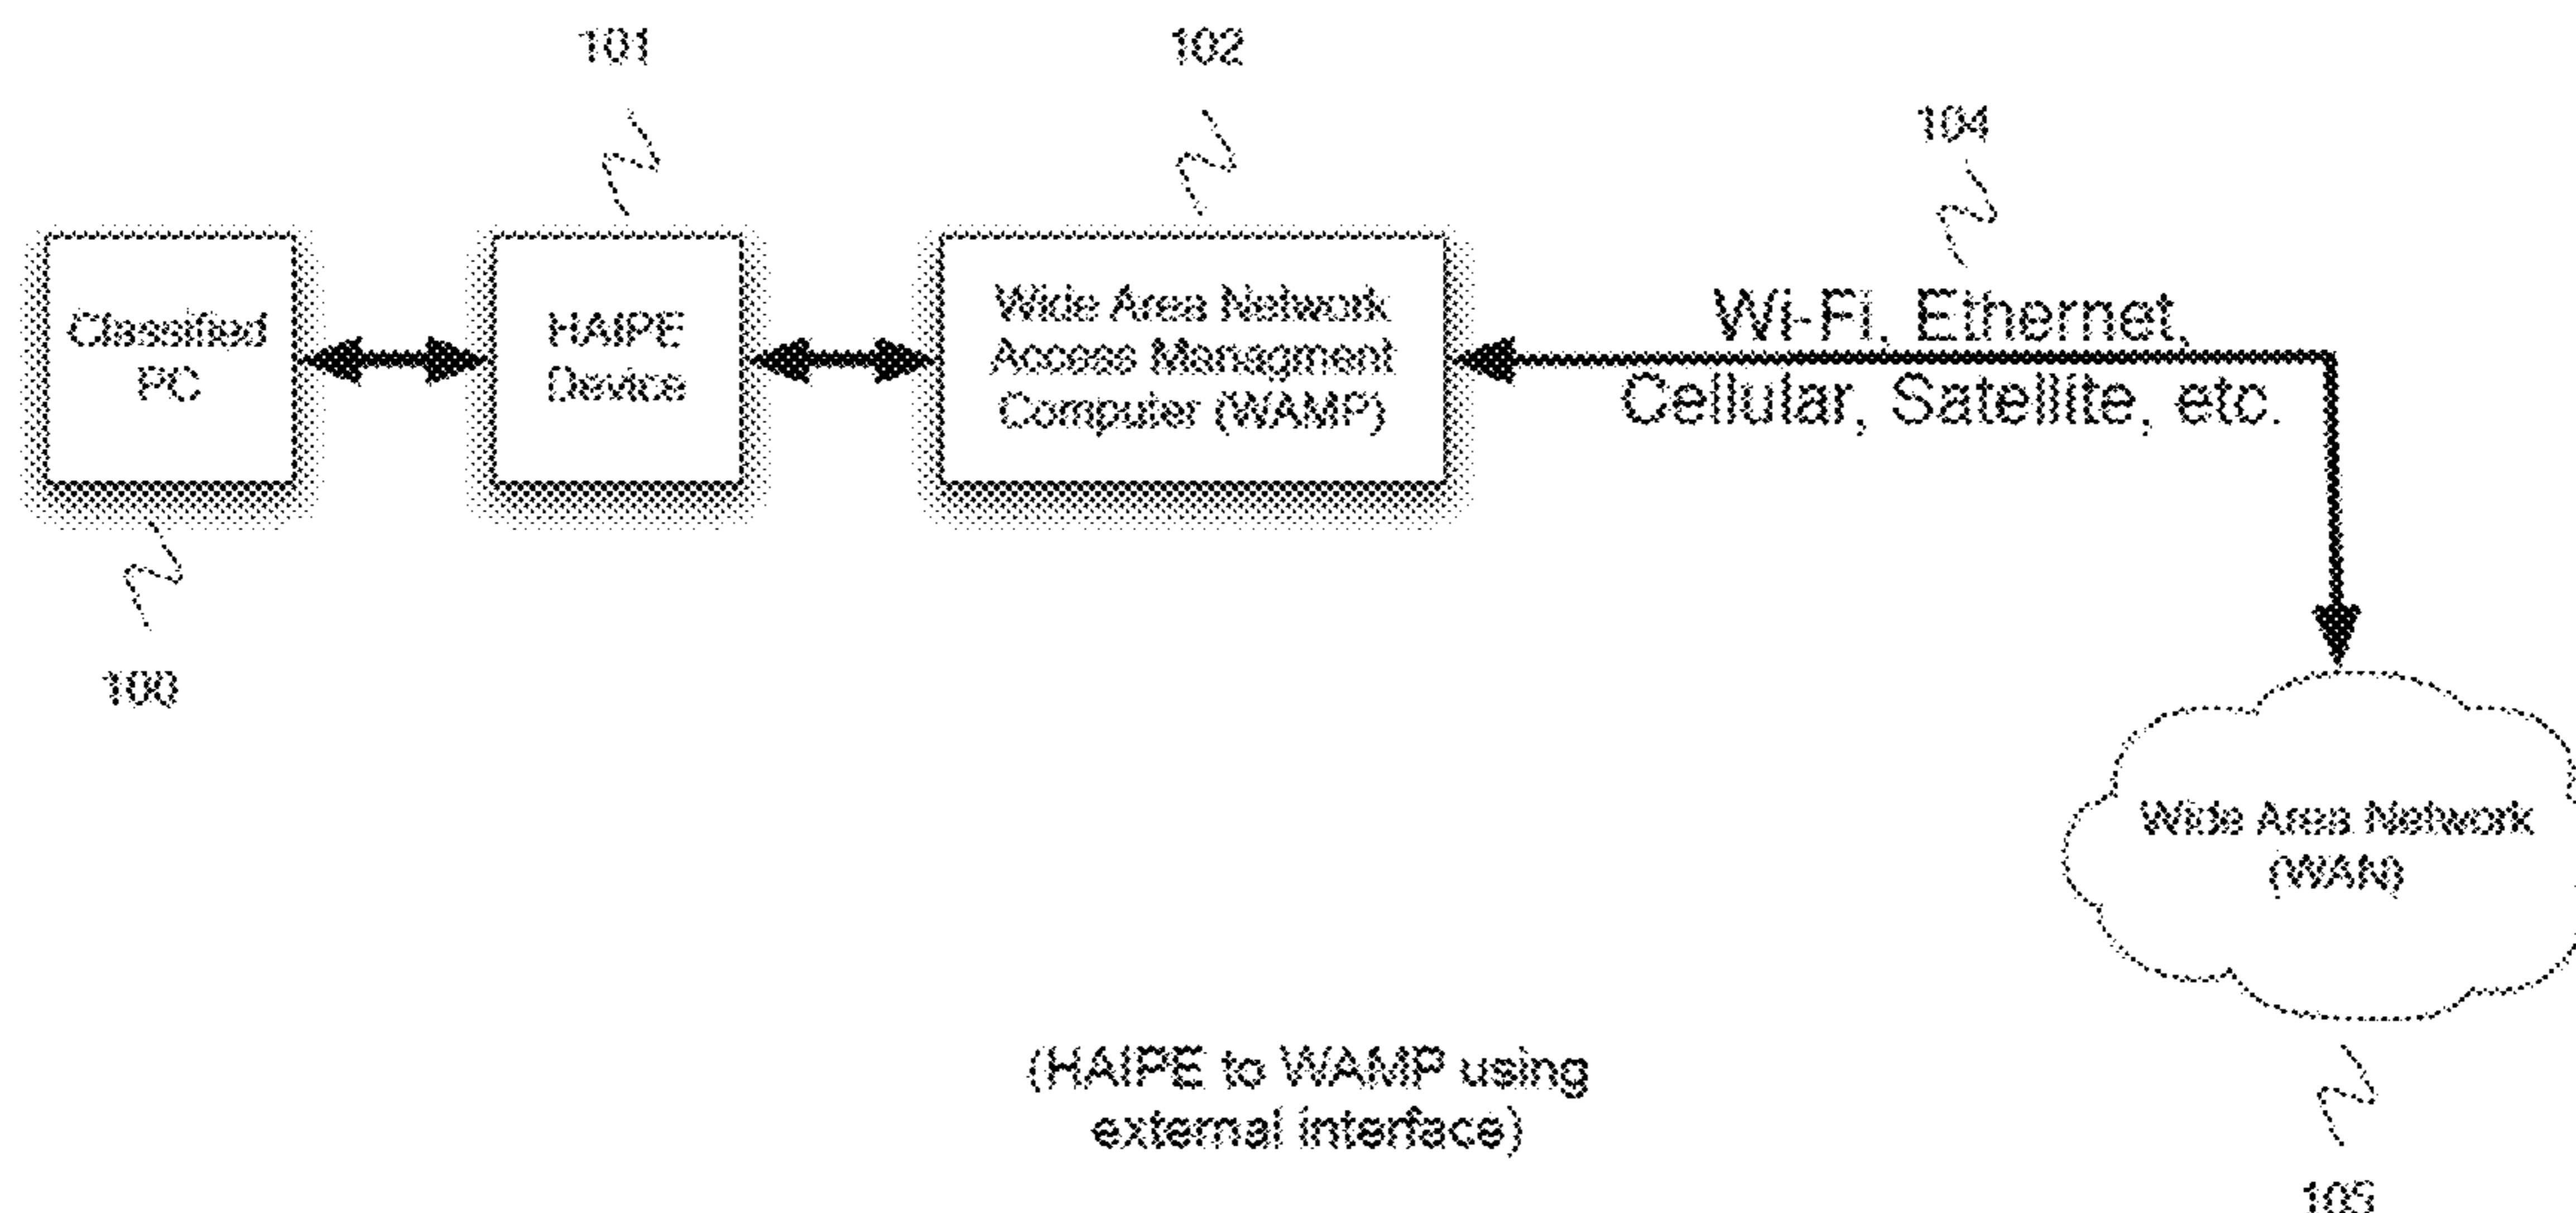 101
102
104
Classified
PC
HAIPE
Device
Wide Area Network
Access Managment
Computer (WAMP)
Wi-Fi, Ethernet,
Cellular, Satellite, etc.
100
Wide Area Network
(WAN)
(HAIPE to WAMP using
external interface)
105